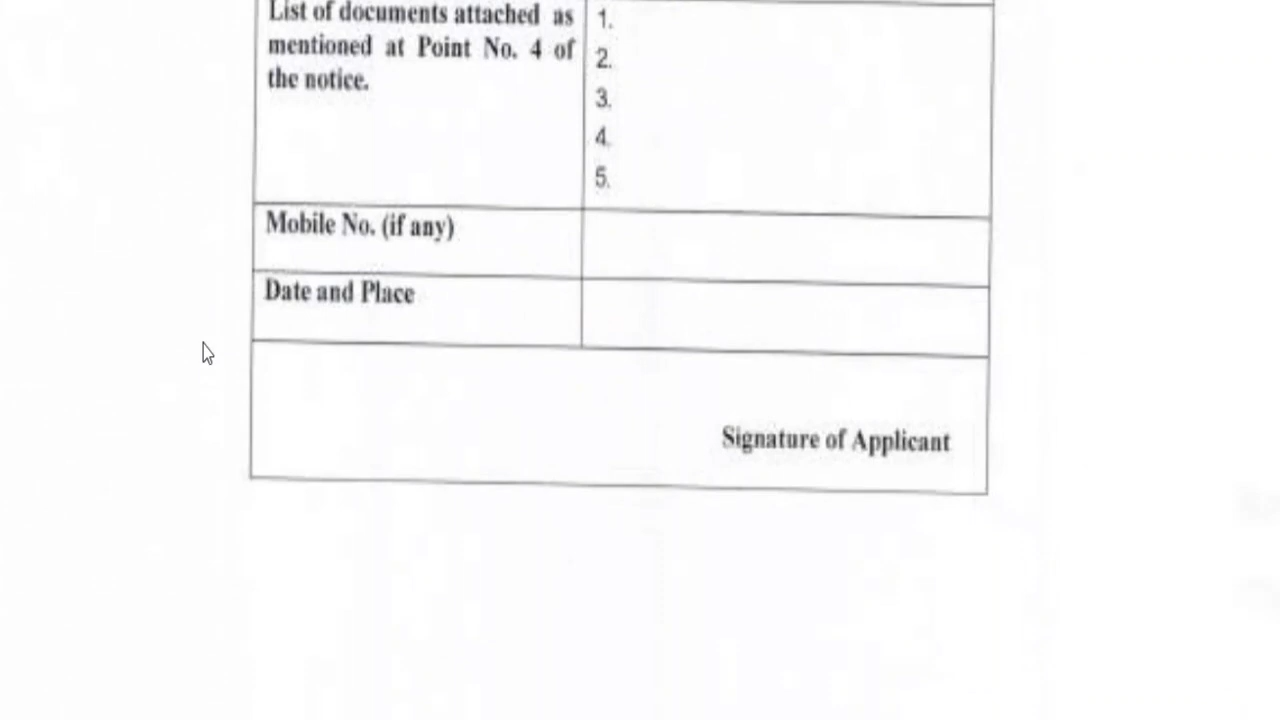 List of documents attached as
mentioned at Point No. 4 of
the notice.
1.
2.
3.
4.
5.
Mobile No. (if any)
Date and Place
Signature of Applicant